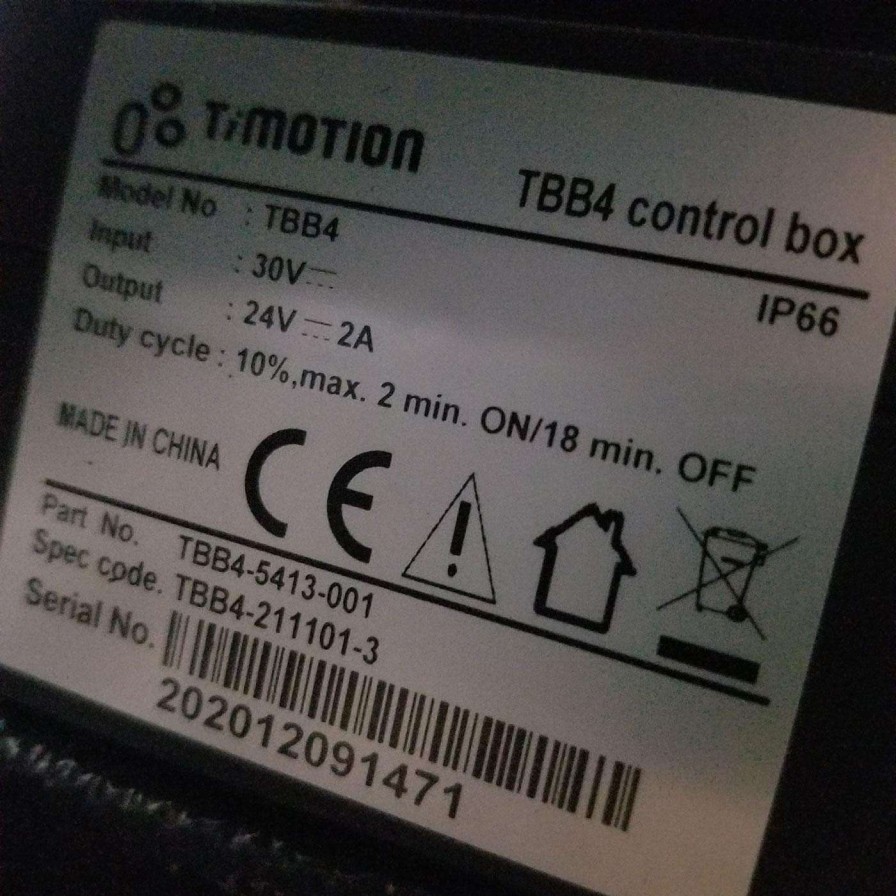 TiMOTION
TBB4 control box
Model No : TBB4
IP66
Input : 30V⎓
Output : 24V⎓2A
Duty cycle : 10%,max. 2 min. ON/18 min. OFF
MADE IN CHINA
CE
Part No. TBB4-5413-001
Spec code. TBB4-211101-3
Serial No.
202012091471